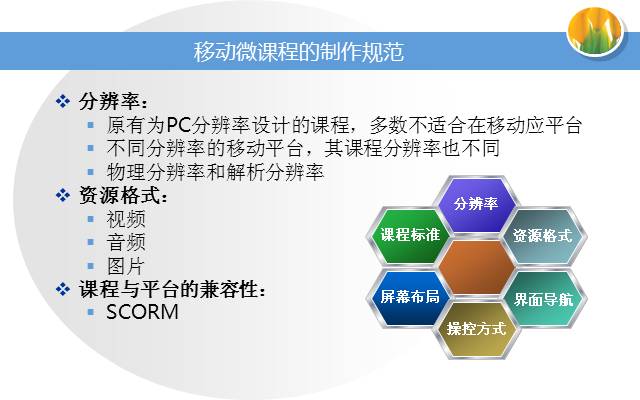 移动微课程的制作规范
分辨率：
原有为PC分辨率设计的课程，多数不适合在移动应平台
不同分辨率的移动平台，其课程分辨率也不同
物理分辨率和解析分辨率
资源格式：
视频
音频
图片
课程与平台的兼容性：
SCORM
分辨率
课程标准
资源格式
屏幕布局
界面导航
操控方式